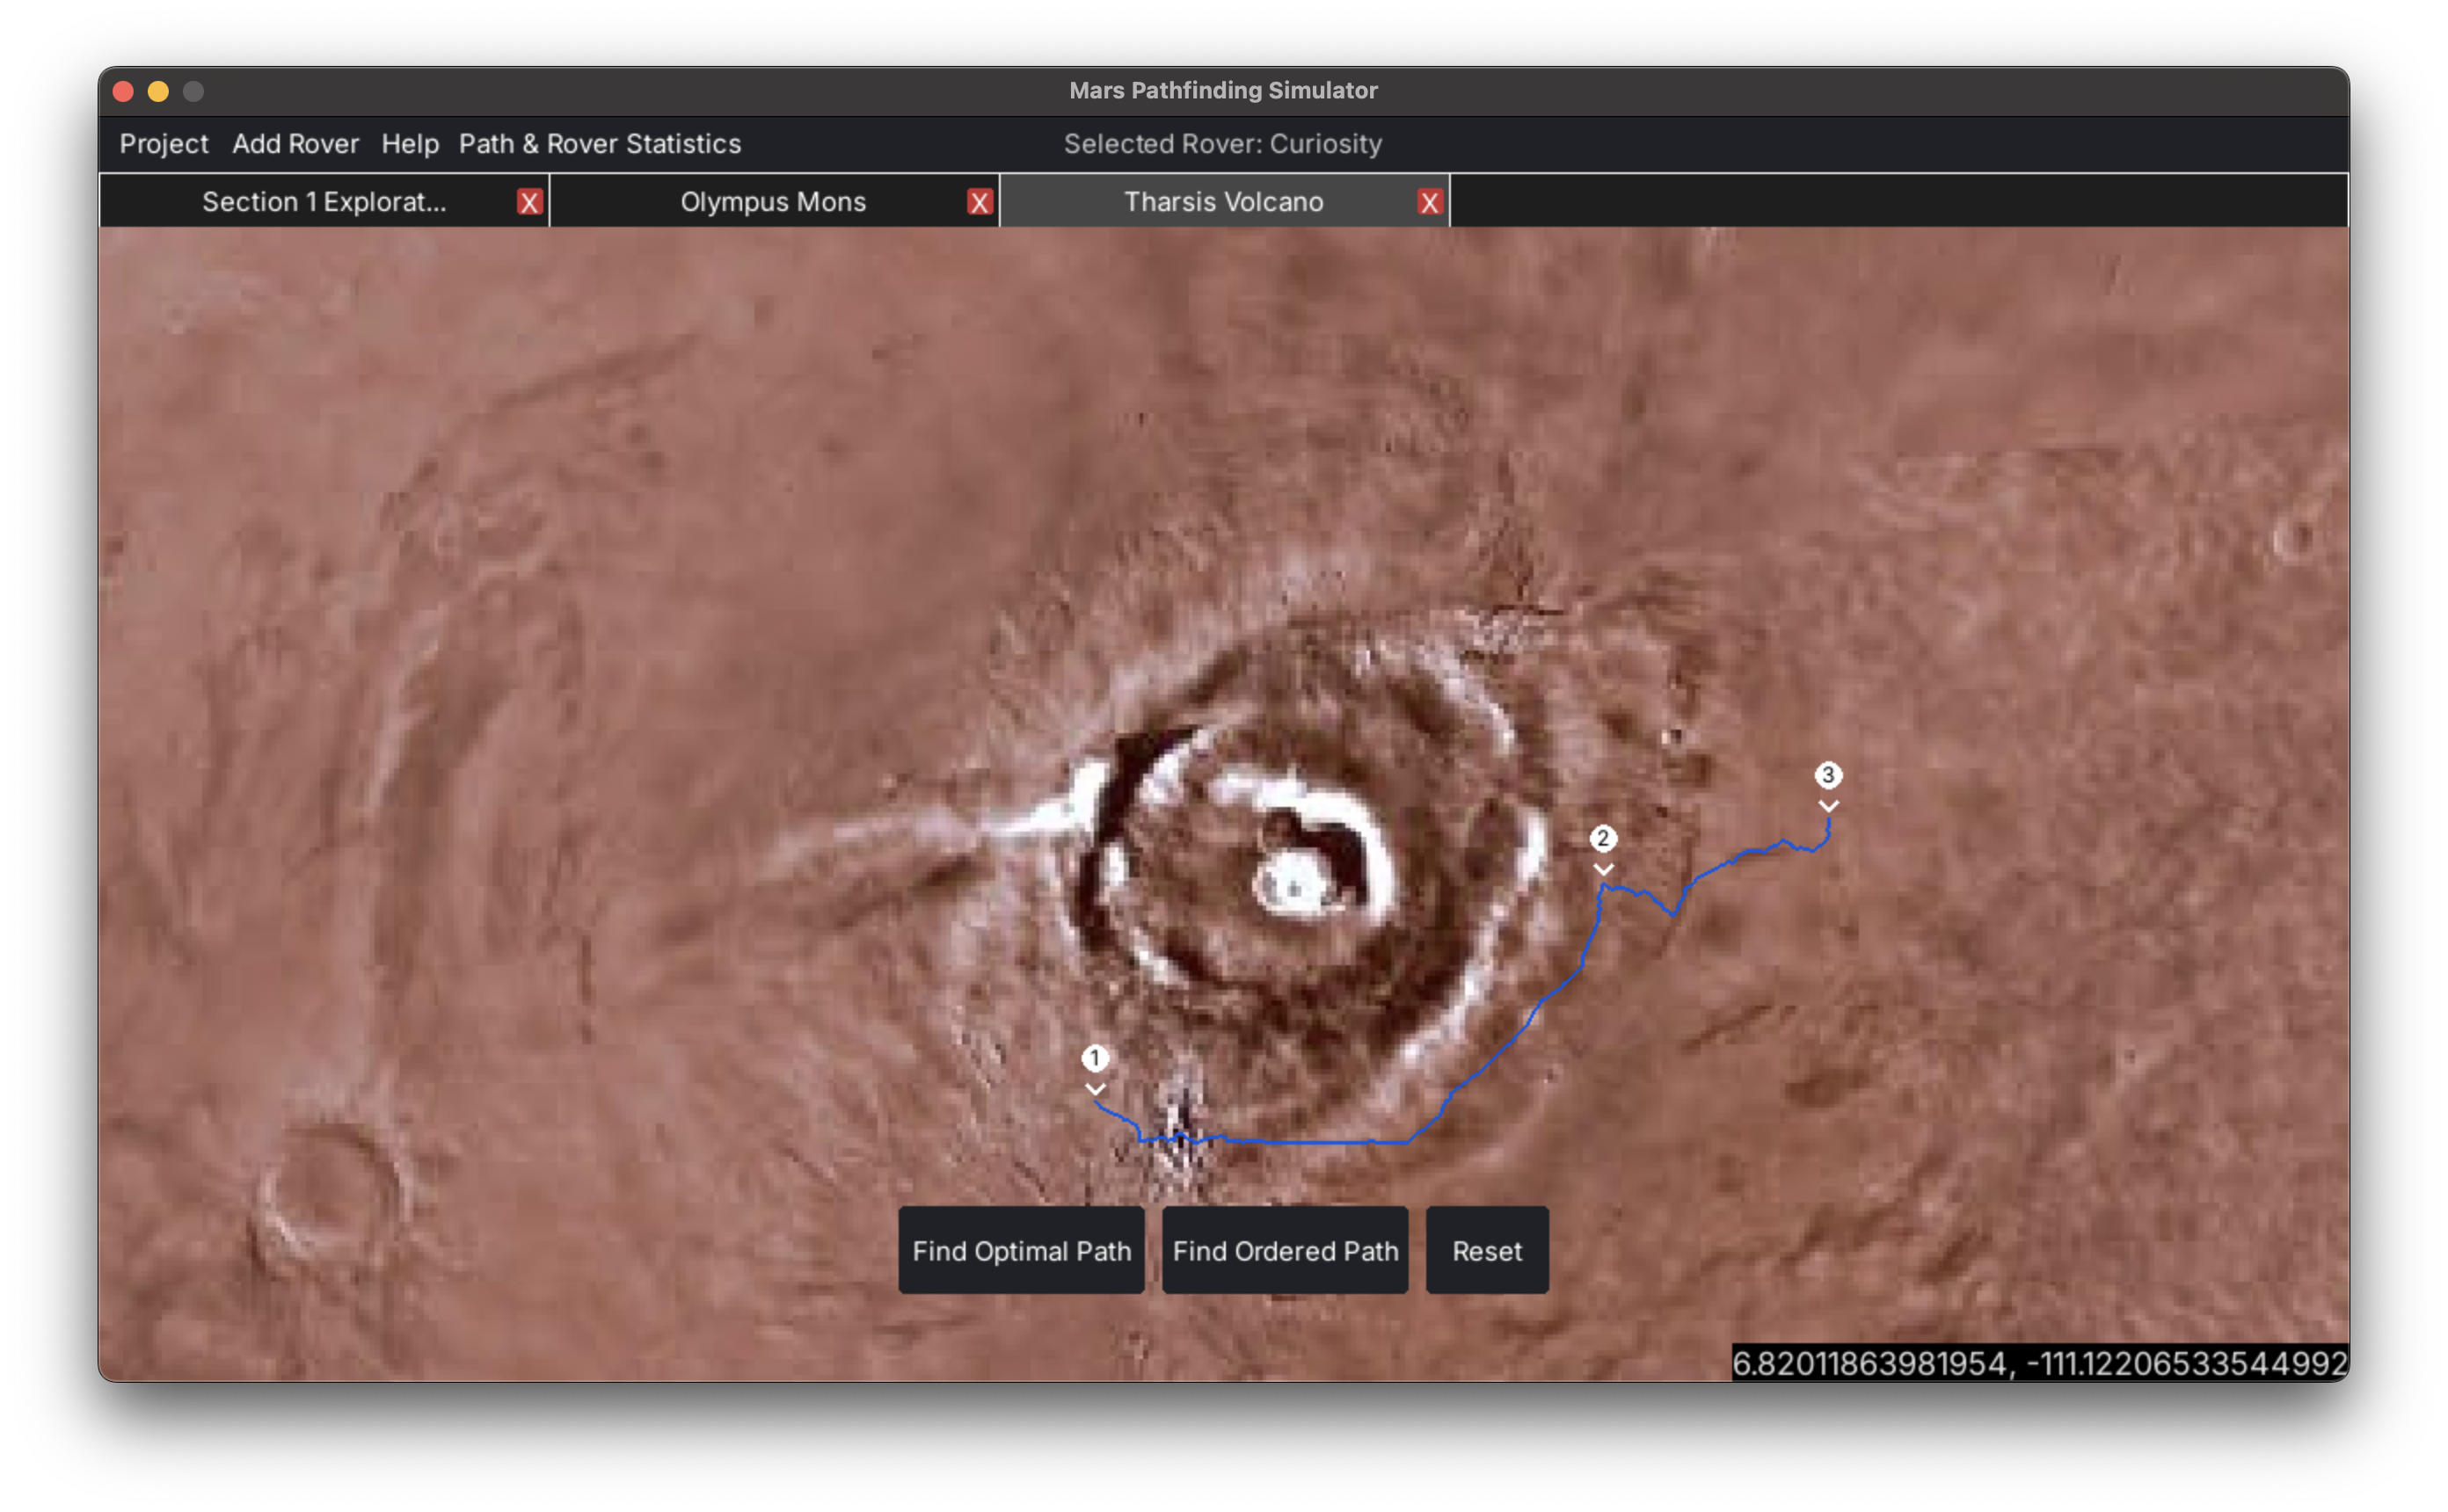 Mars Pathfinding Simulator
Project Add Rover Help Path & Rover Statistics Selected Rover: Curiosity
Section 1 Explorat... X Olympus Mons X Tharsis Volcano X
3
2
1
Find Optimal Path Find Ordered Path Reset
6.82011863981954, -111.12206533544992